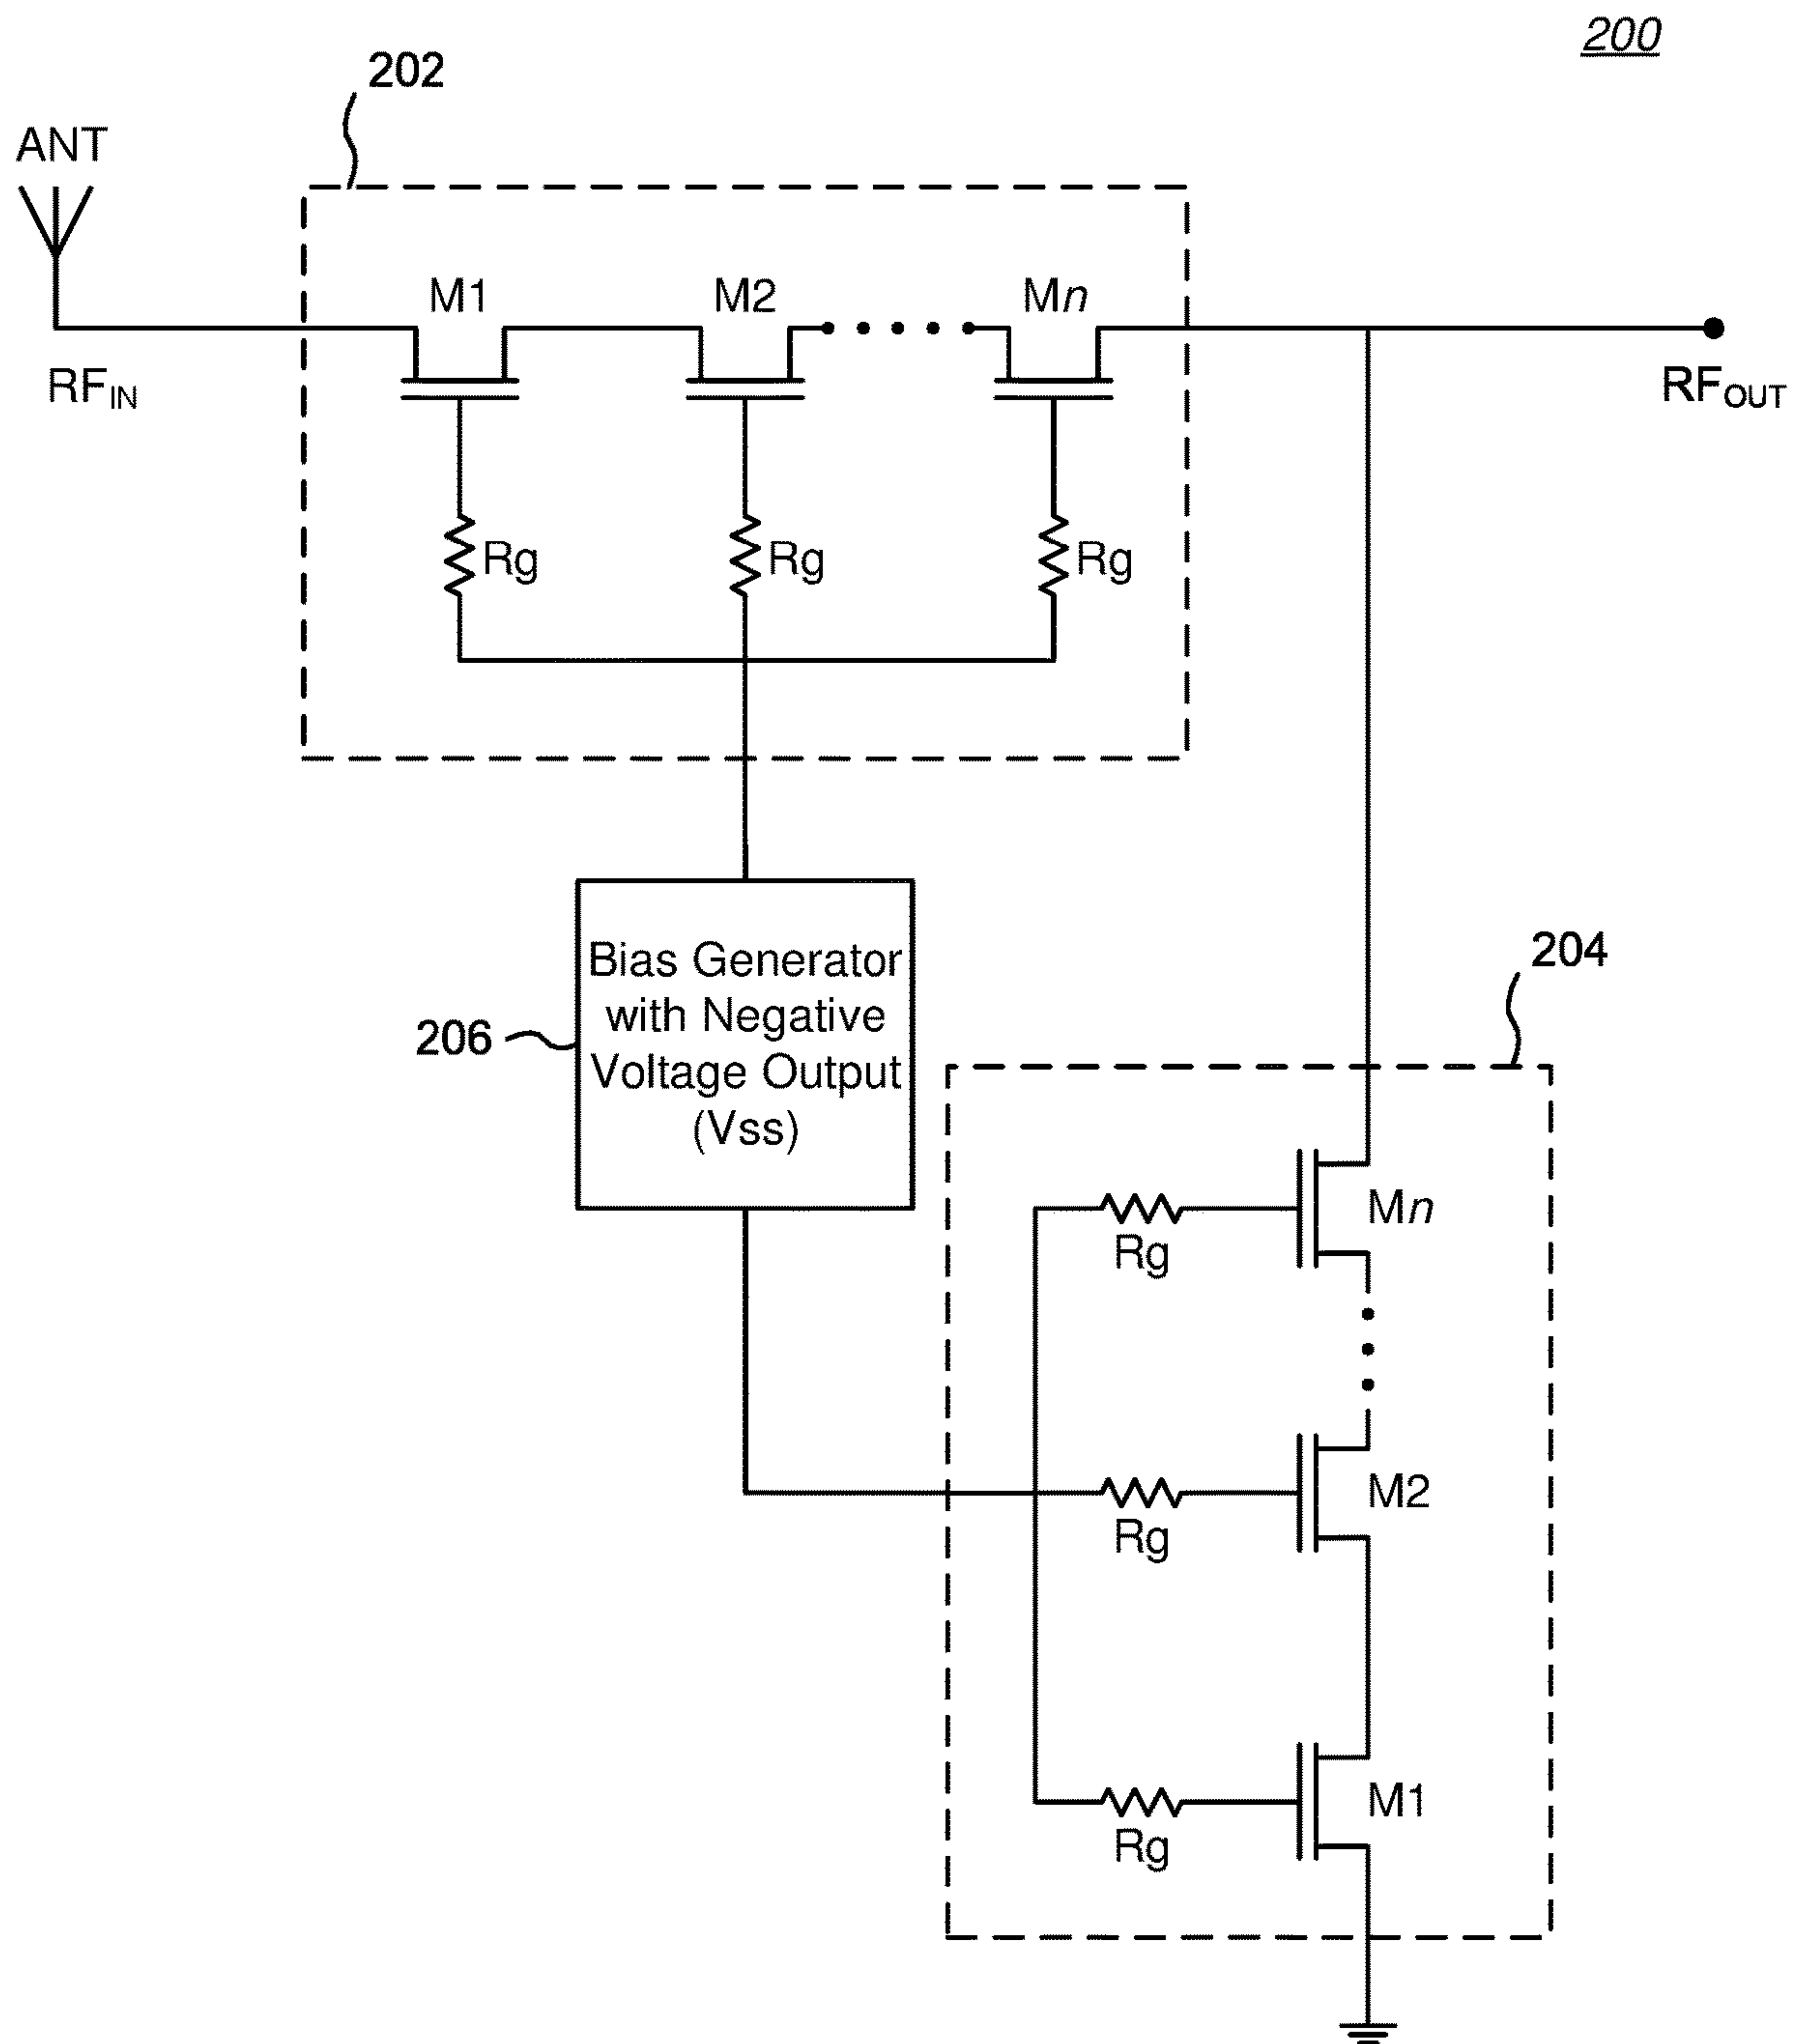 200
202
ANT
M1
M2
Mn
RFIN
RFOUT
Rg
Rg
Rg
Bias Generator
with Negative
Voltage Output
(Vss)
206
204
Mn
Rg
M2
Rg
M1
Rg